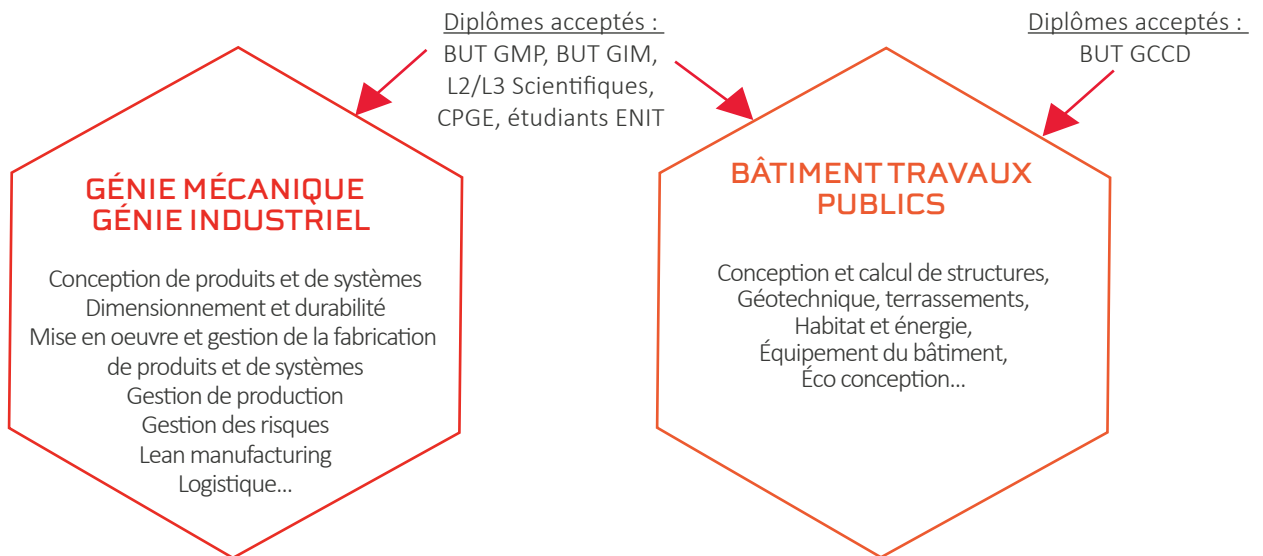 Diplômes acceptés :
BUT GMP, BUT GIM,
L2/L3 Scientifiques,
CPGE, étudiants ENIT
Diplômes acceptés :
BUT GCCD
GÉNIE MÉCANIQUE
GÉNIE INDUSTRIEL
Conception de produits et de systèmes
Dimensionnement et durabilité
Mise en oeuvre et gestion de la fabrication
de produits et de systèmes
Gestion de production
Gestion des risques
Lean manufacturing
Logistique...
BÂTIMENT TRAVAUX
PUBLICS
Conception et calcul de structures,
Géotechnique, terrassements,
Habitat et énergie,
Équipement du bâtiment,
Éco conception...